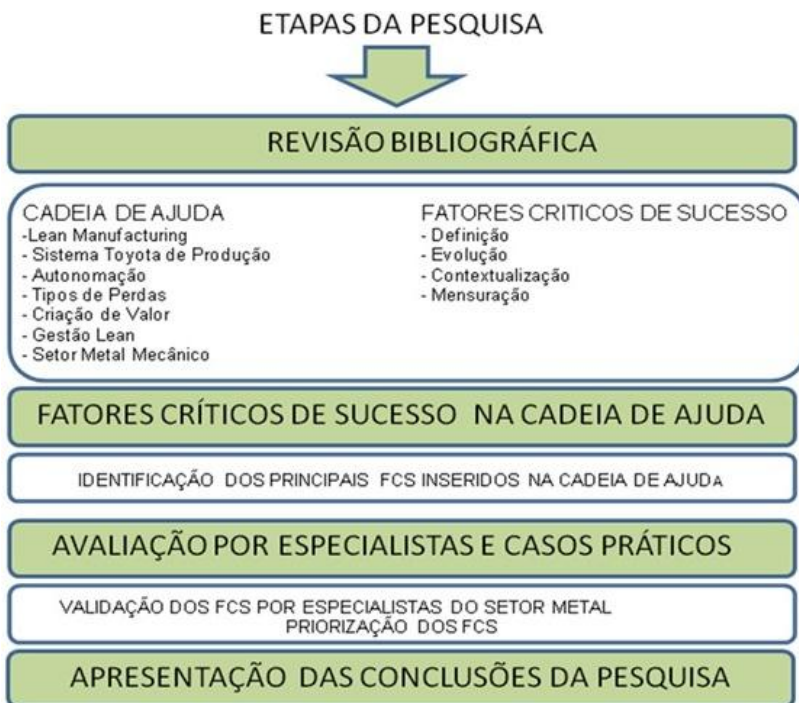 ETAPAS DA PESQUISA
REVISÃO BIBLIOGRÁFICA
CADEIA DE AJUDA
-Lean Manufacturing
- Sistema Toyota de Produção
- Autonomação
- Tipos de Perdas
- Criação de Valor
- Gestão Lean
- Setor Metal Mecânico
FATORES CRITICOS DE SUCESSO
- Definição
- Evolução
- Contextualização
- Mensuração
FATORES CRÍTICOS DE SUCESSO NA CADEIA DE AJUDA
IDENTIFICAÇÃO DOS PRINCIPAIS FCS INSERIDOS NA CADEIA DE AJUDA
AVALIAÇÃO POR ESPECIALISTAS E CASOS PRÁTICOS
VALIDAÇÃO DOS FCS POR ESPECIALISTAS DO SETOR METAL
PRIORIZAÇÃO DOS FCS
APRESENTAÇÃO DAS CONCLUSÕES DA PESQUISA